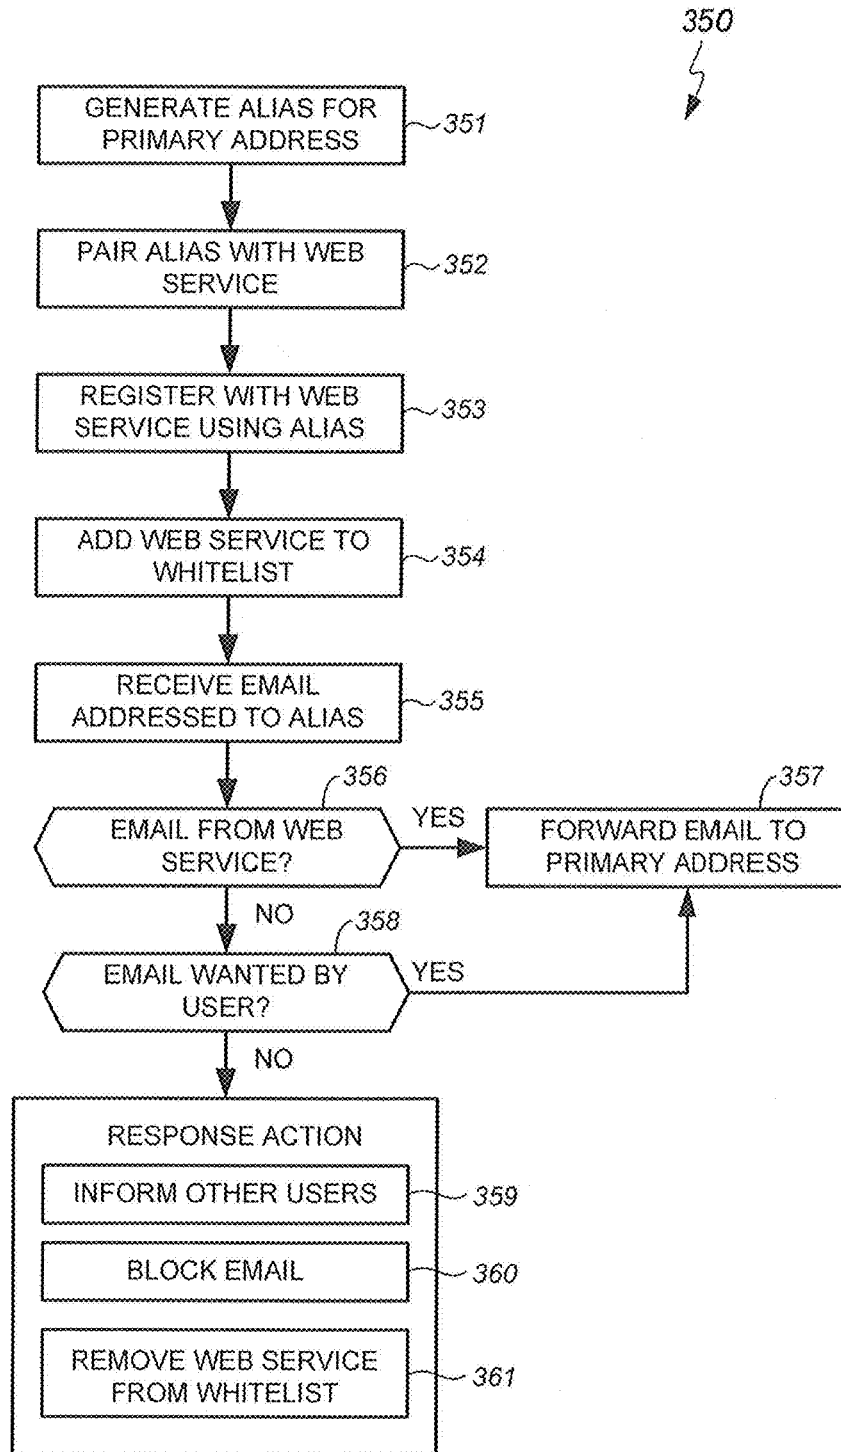 350
GENERATE ALIAS FOR
PRIMARY ADDRESS
351
PAIR ALIAS WITH WEB
SERVICE
352
REGISTER WITH WEB
SERVICE USING ALIAS
353
ADD WEB SERVICE TO
WHITELIST
354
RECEIVE EMAIL
ADDRESSED TO ALIAS
355
356
EMAIL FROM WEB
SERVICE?
YES
357
FORWARD EMAIL TO
PRIMARY ADDRESS
NO
358
EMAIL WANTED BY
USER?
YES
NO
RESPONSE ACTION
INFORM OTHER USERS
359
BLOCK EMAIL
360
REMOVE WEB SERVICE
FROM WHITELIST
361